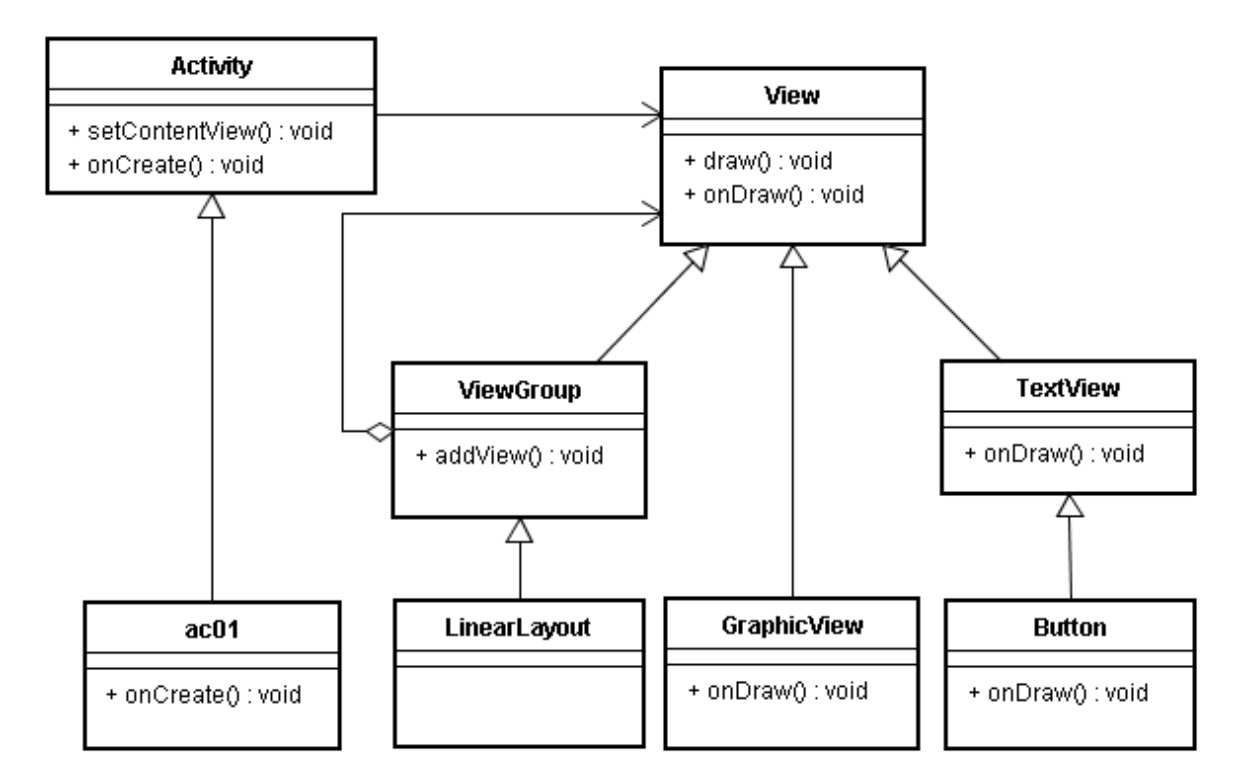 Activity
+ setContentView() : void
+ onCreate() : void
View
+ draw() : void
+ onDraw() : void
ViewGroup
+ addView() : void
TextView
+ onDraw() : void
ac01
+ onCreate() : void
LinearLayout
GraphicView
+ onDraw() : void
Button
+ onDraw() : void